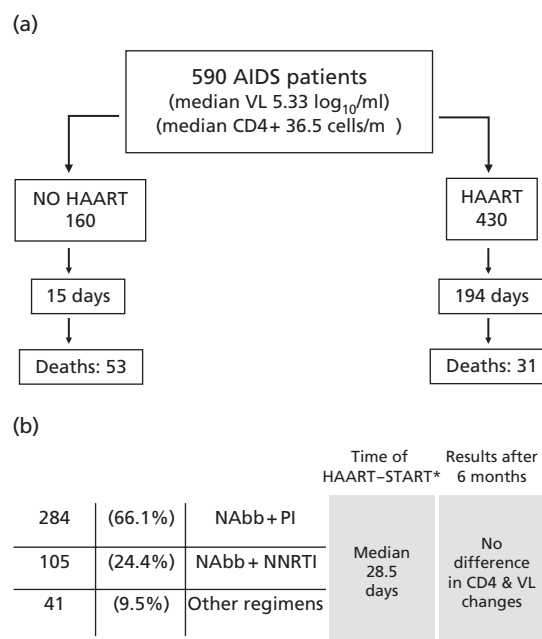 (a)
590 AIDS patients
(median VL 5.33 log10/ml)
(median CD4+ 36.5 cells/m )
NO HAART
160
HAART
430
15 days
194 days
Deaths: 53
Deaths: 31
(b)
Time of
HAART–START*
Results after
6 months
284 (66.1%) NAbb+PI
105 (24.4%) NAbb+NNRTI
41 (9.5%) Other regimens
Median
28.5
days
No
difference
in CD4 & VL
changes